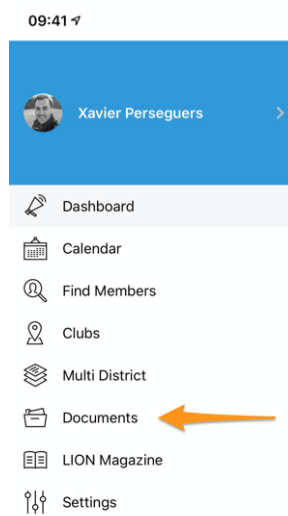 09:41
Xavier Perseguers
Dashboard
Calendar
Find Members
Clubs
Multi District
Documents
LION Magazine
Settings